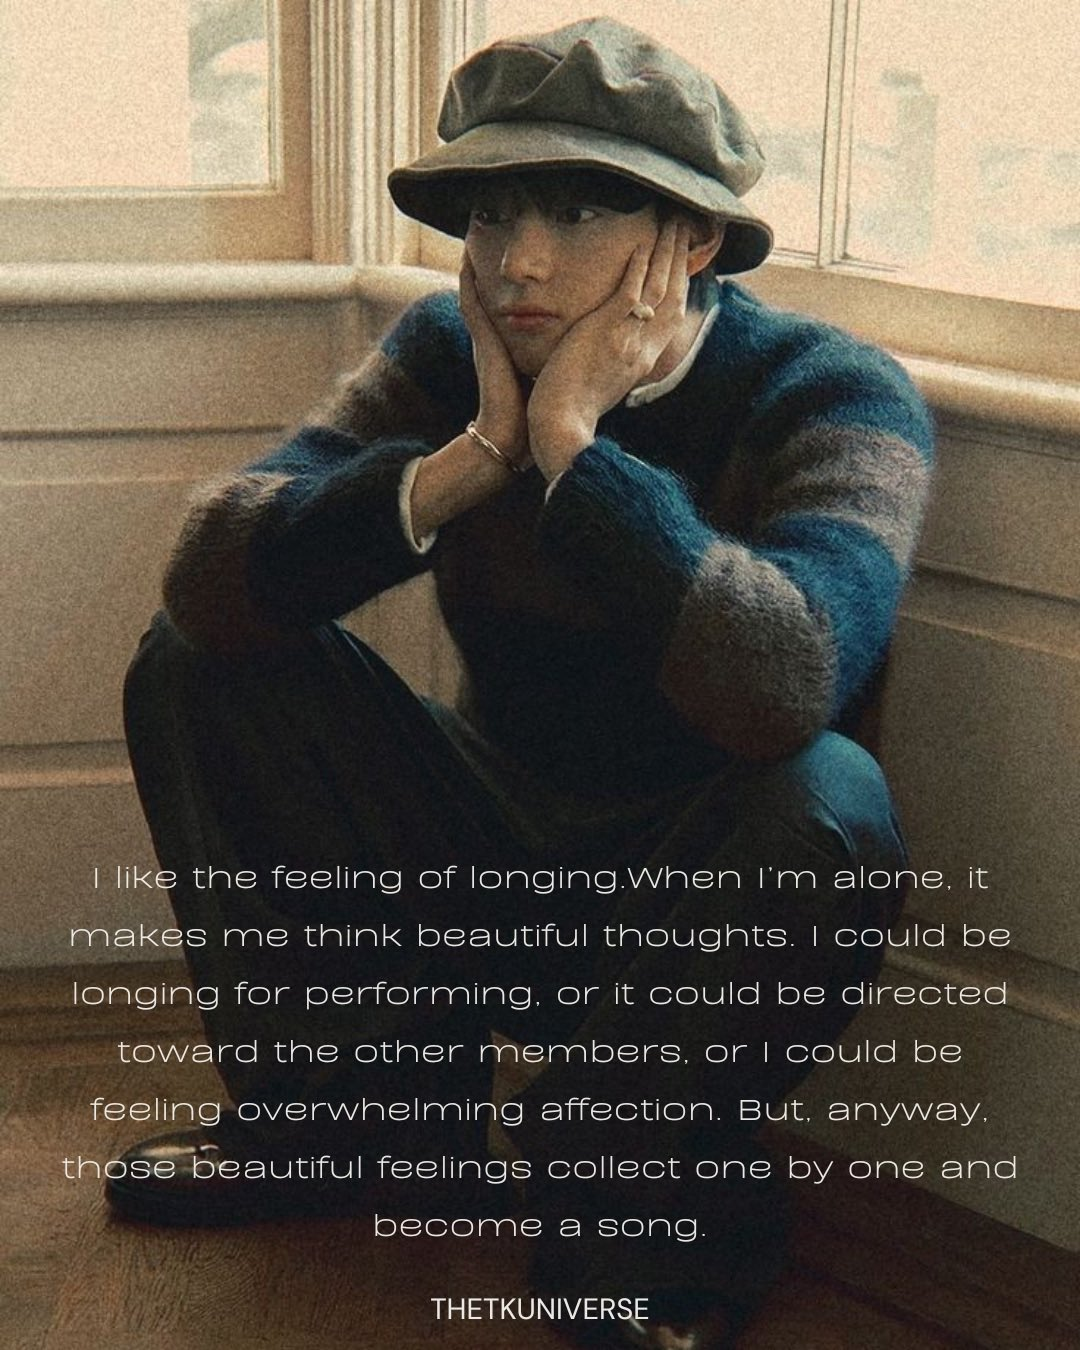 I like the feeling of longing.When I'm alone, it
makes me think beautiful thoughts. I could be
longing for performing, or it could be directed
toward the other members, or I could be
feeling overwhelming affection. But, anyway,
those beautiful feelings collect one by one and
become a song.
THETKUNIVERSE